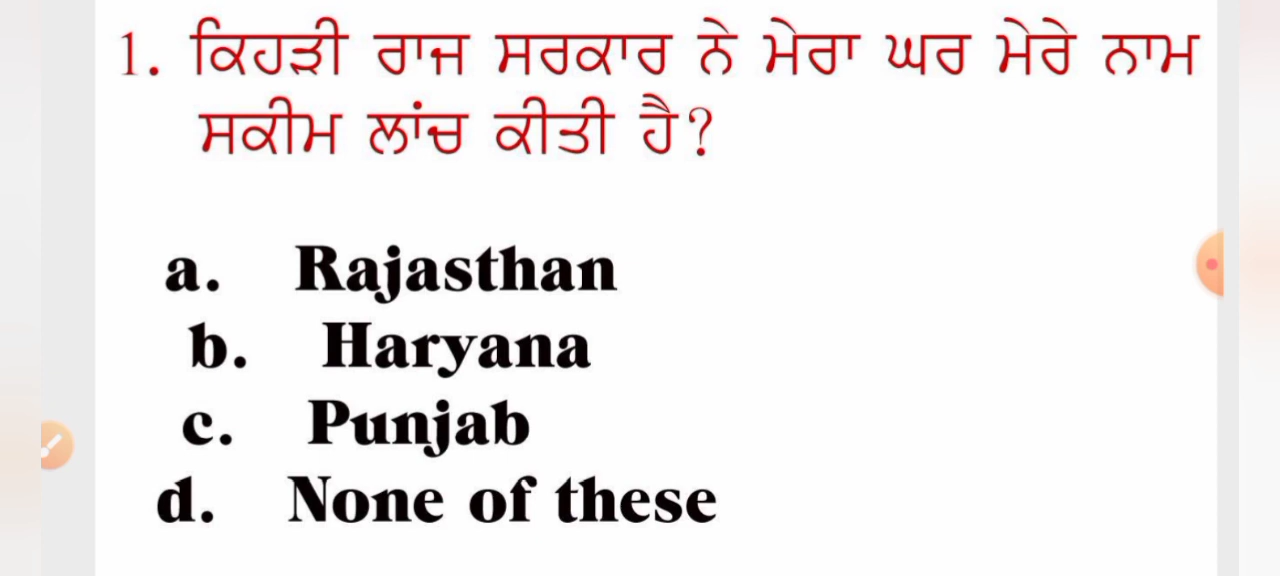 1. ਕਿਹੜੀ ਰਾਜ ਸਰਕਾਰ ਨੇ ਮੇਰਾ ਘਰ ਮੇਰੇ ਨਾਮ
ਸਕੀਮ ਲਾਂਚ ਕੀਤੀ ਹੈ?
a. Rajasthan
b. Haryana
c. Punjab
d. None of these